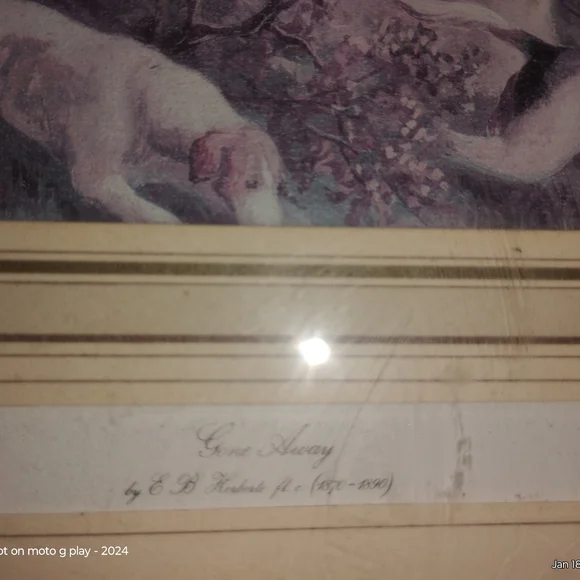 Gone Away
by E B Herberte fl. c (1870-1890)
ot on moto g play - 2024
Jan 18